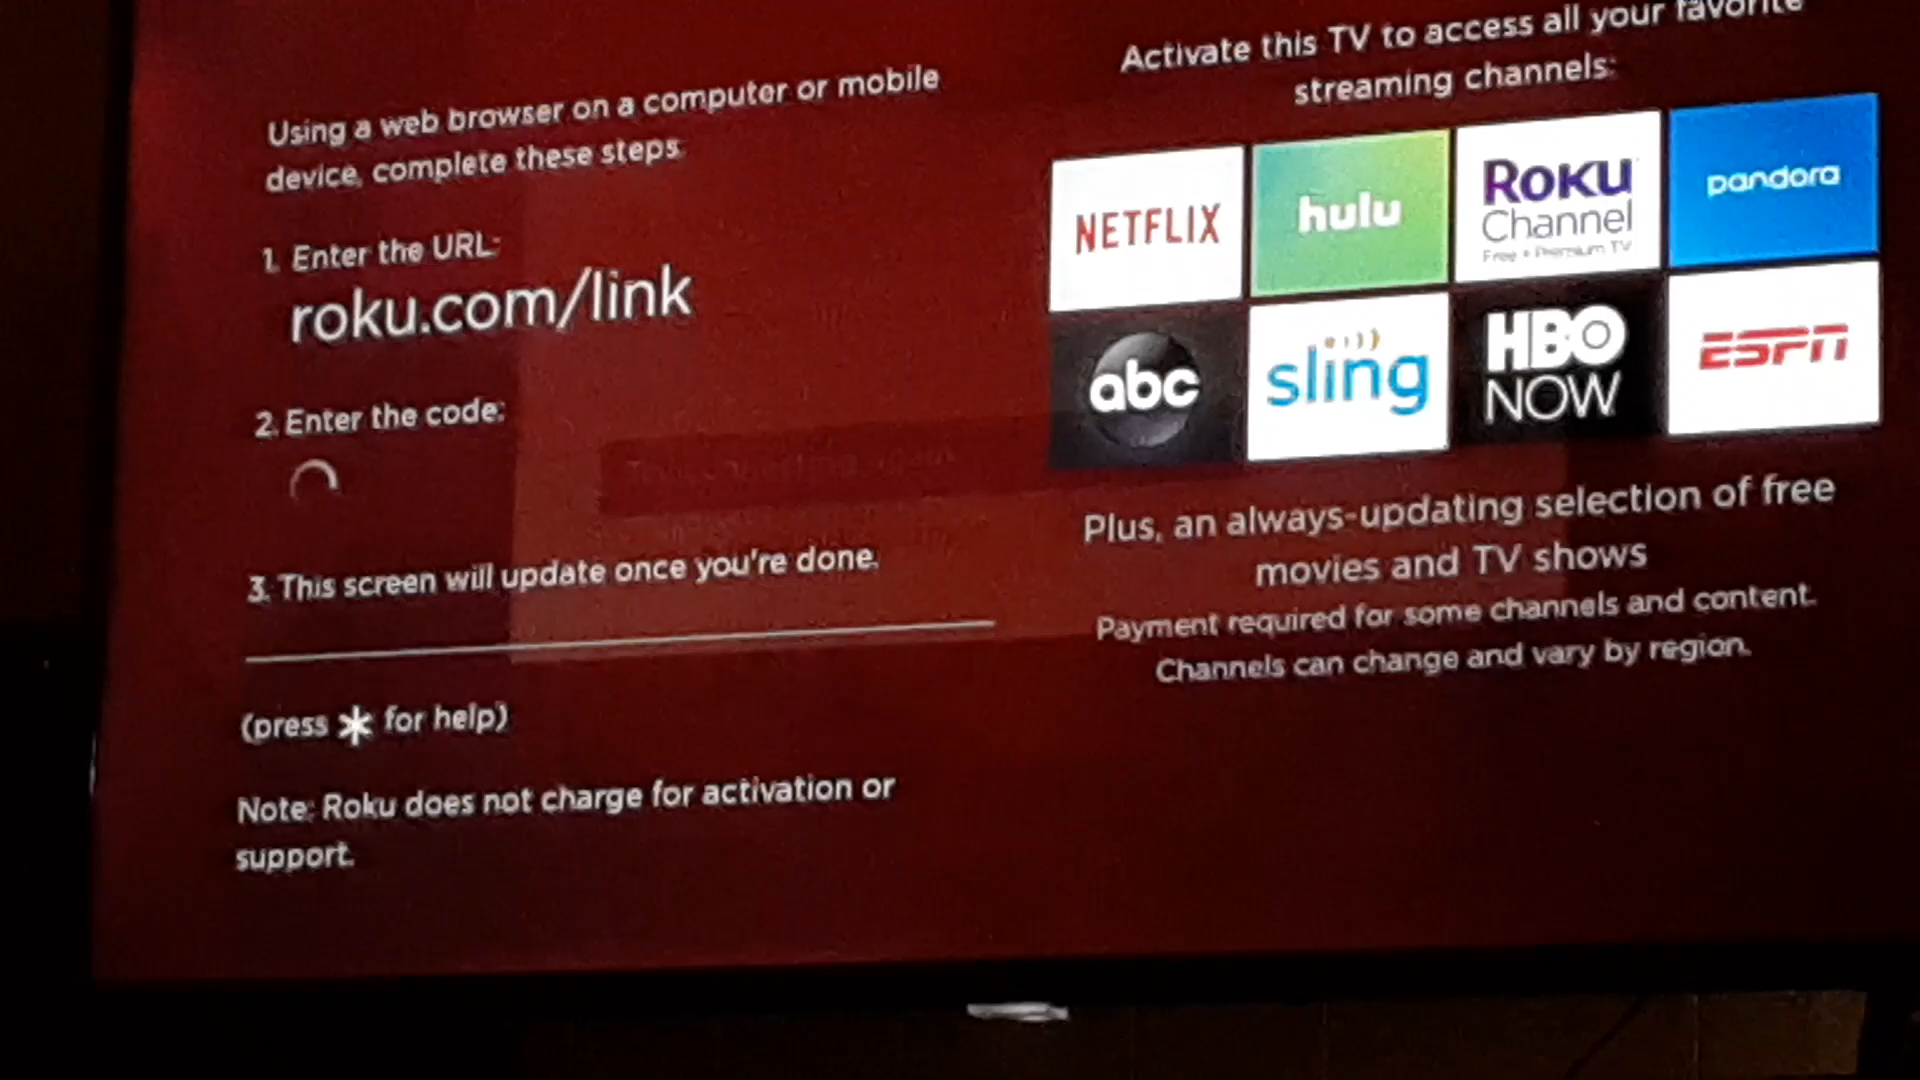 Using a web browser on a computer or mobile
device, complete these steps:
1. Enter the URL:
roku.com/link
2. Enter the code:
3. This screen will update once you're done.
(press * for help)
Note: Roku does not charge for activation or
support.
Activate this TV to access all your favorite
streaming channels:
NETFLIX
hulu
ROKU
Channel
Free + Premium TV
pandora
abc
sling
HBO
NOW
ESPN
Plus, an always-updating selection of free
movies and TV shows
Payment required for some channels and content.
Channels can change and vary by region.